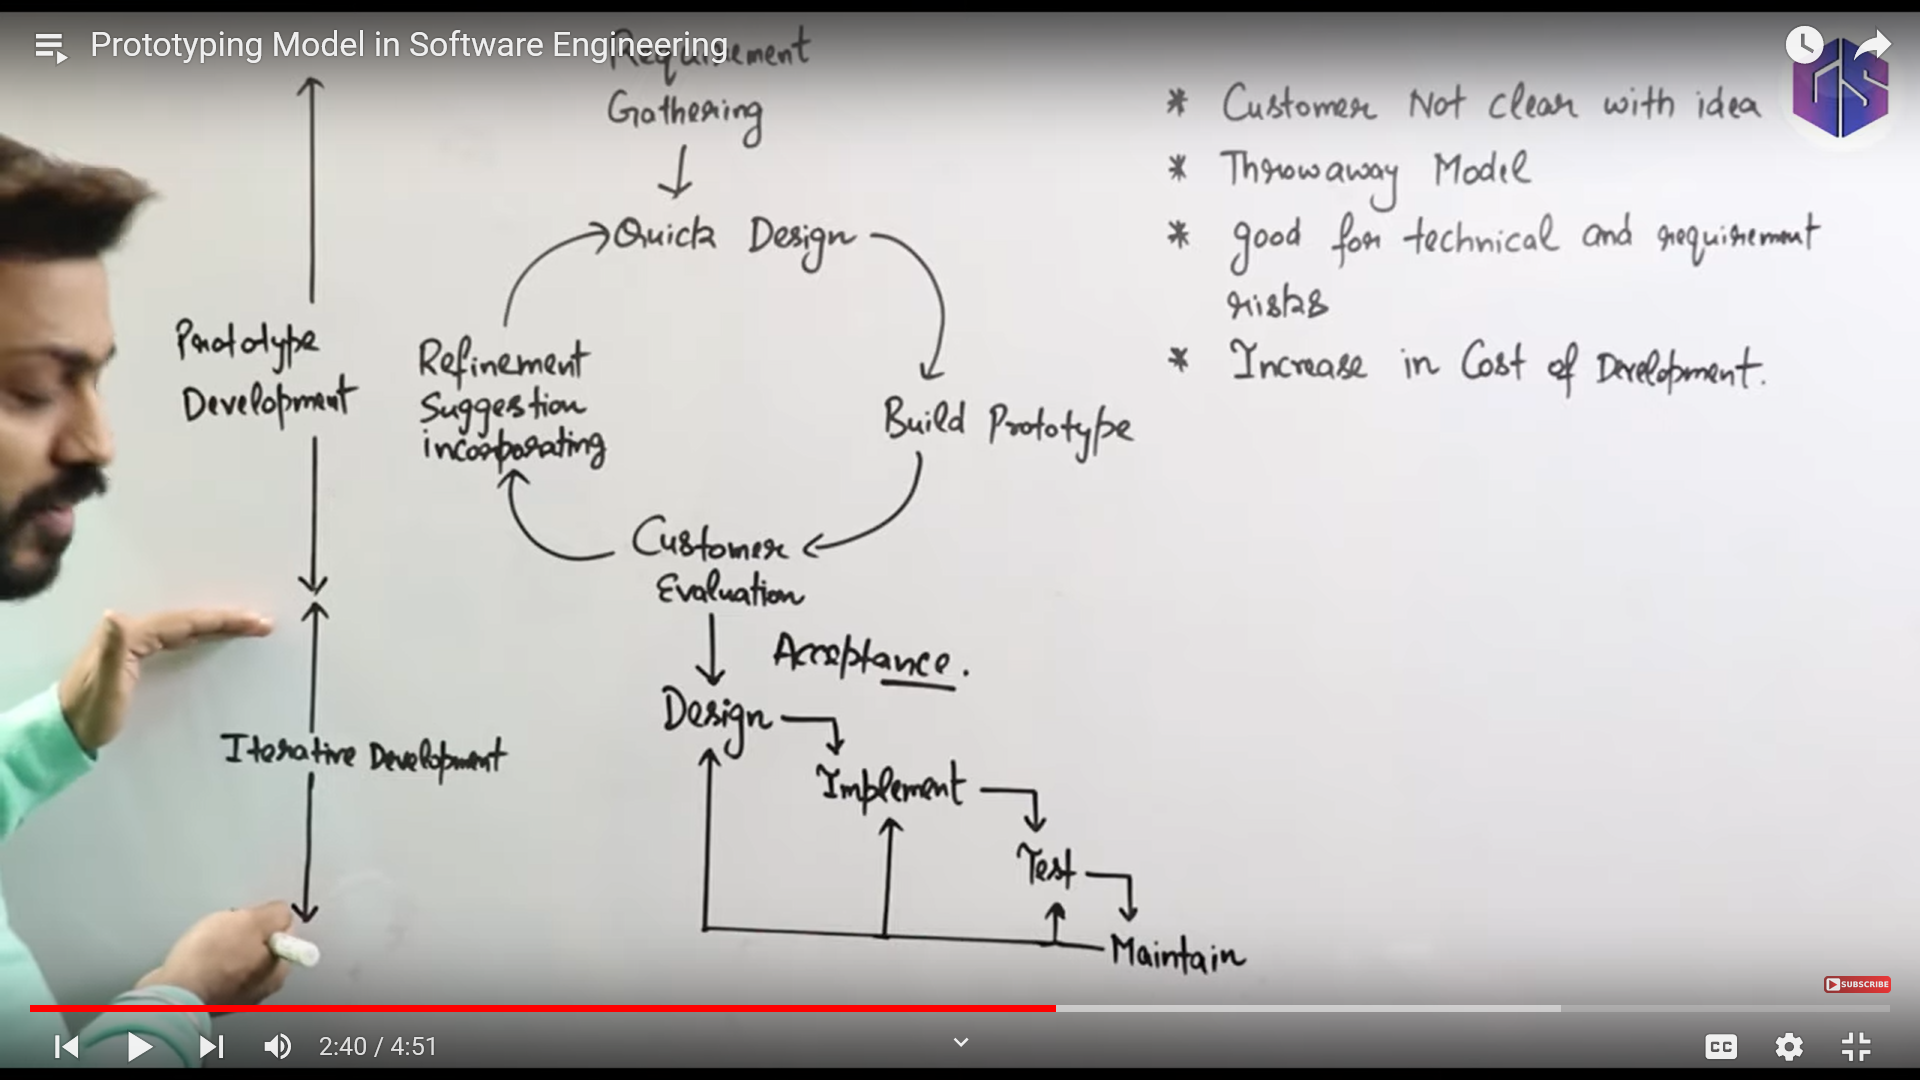 Prototyping Model in Software Engineering
Requirement
Gathering
Quick Design
Build Prototype
Customer
Evaluation
Refinement
Suggestion
incorporating
Prototype
Development
Acceptance.
Design
Implement
Test
Maintain
Iterative Development
* Customer Not clear with idea
* Throwaway Model
* good for technical and requirement
risks
* Increase in Cost of Development.
GS
SUBSCRIBE
2:40 / 4:51
CC